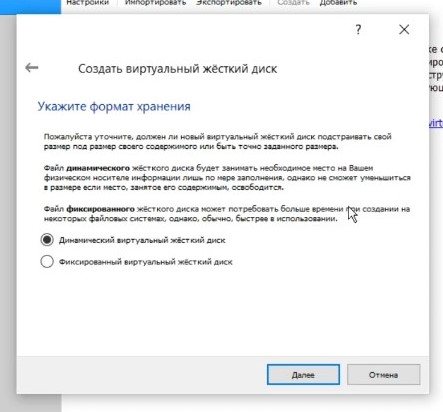 Настройки Импортировать Экспортировать Создать Добавить
?
Создать виртуальный жёсткий диск
Укажите формат хранения
Пожалуйста уточните, должен ли новый виртуальный жёсткий диск подстраивать свой
размер под размер своего содержимого или быть точно заданного размера.
Файл динамического жёсткого диска будет занимать необходимое место на Вашем
физическом носителе информации лишь по мере заполнения, однако не сможет уменьшиться
в размере если место, занятое его содержимым, освободится.
Файл фиксированного жёсткого диска может потребовать больше времени при создании на
некоторых файловых системах, однако, обычно, быстрее в использовании.
Динамический виртуальный жёсткий диск
Фиксированный виртуальный жёсткий диск
Далее Отмена